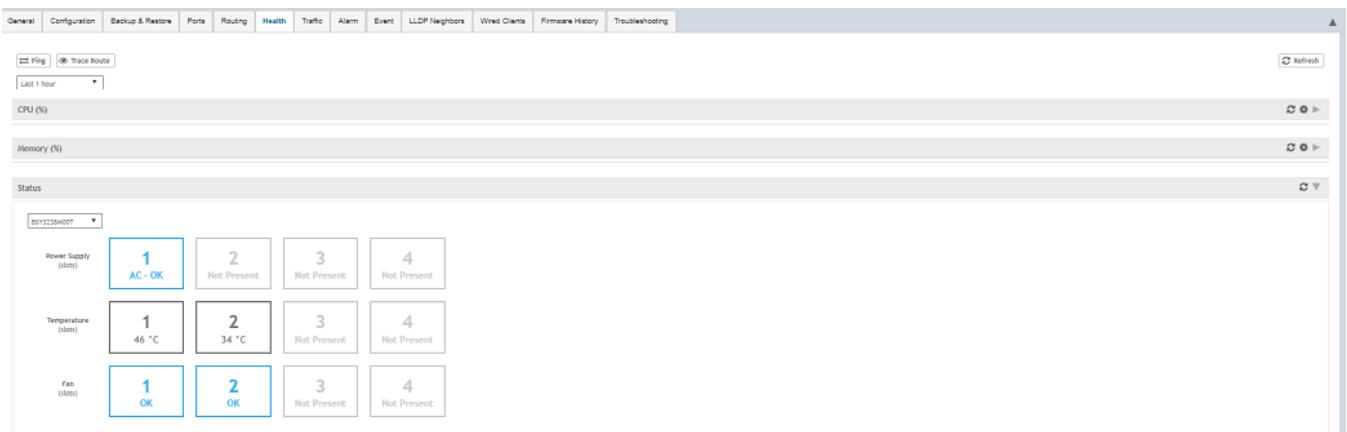 General Configuration Backup & Restore Ports Routing Health Traffic Alarm Event LLDP Neighbors Wired Clients Firmware History Troubleshooting
Ping Trace Route Refresh
Last 1 hour
CPU (%)
Memory (%)
Status
Power Supply
(slots)
1
AC - OK
2
Not Present
3
Not Present
4
Not Present
Temperature
(slots)
1
46 °C
2
34 °C
3
Not Present
4
Not Present
Fan
(slots)
1
OK
2
OK
3
Not Present
4
Not Present